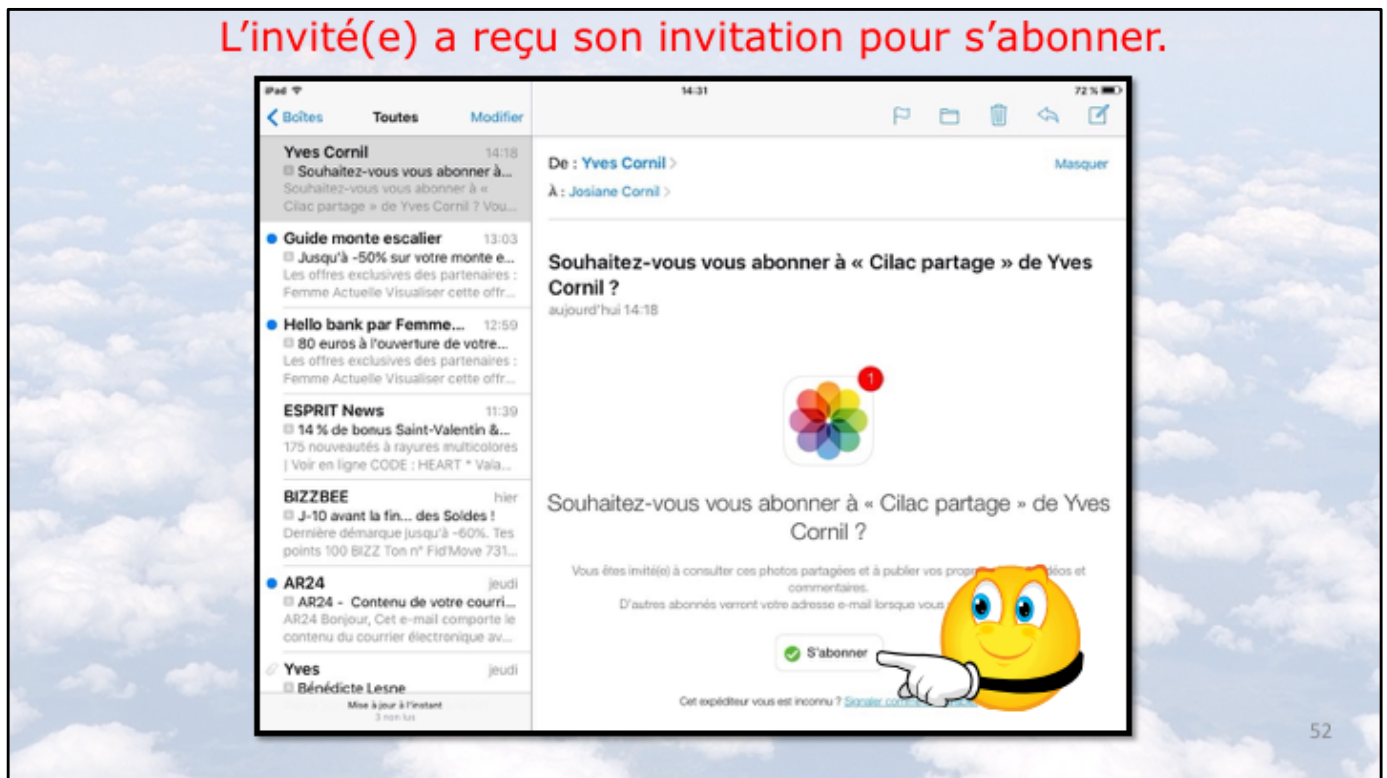 L'invité(e) a reçu son invitation pour s'abonner.
iPad 14:31 72 %
Boîtes Toutes Modifier
Yves Cornil 14:18
Souhaitez-vous vous abonner à...
Souhaitez-vous vous abonner à «
Cilac partage » de Yves Cornil ? Vou...
Guide monte escalier 13:03
Jusqu'à -50% sur votre monte e...
Les offres exclusives des partenaires :
Femme Actuelle Visualiser cette offr...
Hello bank par Femme... 12:59
80 euros à l'ouverture de votre...
Les offres exclusives des partenaires :
Femme Actuelle Visualiser cette offr...
ESPRIT News 11:39
14 % de bonus Saint-Valentin &...
175 nouveautés à rayures multicolores
| Voir en ligne CODE : HEART * Vala...
BIZZBEE hier
J-10 avant la fin... des Soldes !
Dernière démarque jusqu'à -60%. Tes
points 100 BIZZ Ton n° Fid'Move 731...
AR24 jeudi
AR24 - Contenu de votre courri...
AR24 Bonjour, Cet e-mail comporte le
contenu du courrier électronique av...
Yves jeudi
Bénédicte Lesne
Mise à jour à l'instant
3 non lus
De : Yves Cornil Masquer
À : Josiane Cornil
Souhaitez-vous vous abonner à « Cilac partage » de Yves
Cornil ?
aujourd'hui 14:18
1
Souhaitez-vous vous abonner à « Cilac partage » de Yves
Cornil ?
Vous êtes invité(e) à consulter ces photos partagées et à publier vos et
commentaires.
D'autres abonnés verront votre adresse e-mail lorsque vous
S'abonner
Cet expéditeur vous est inconnu ? Signaler
52